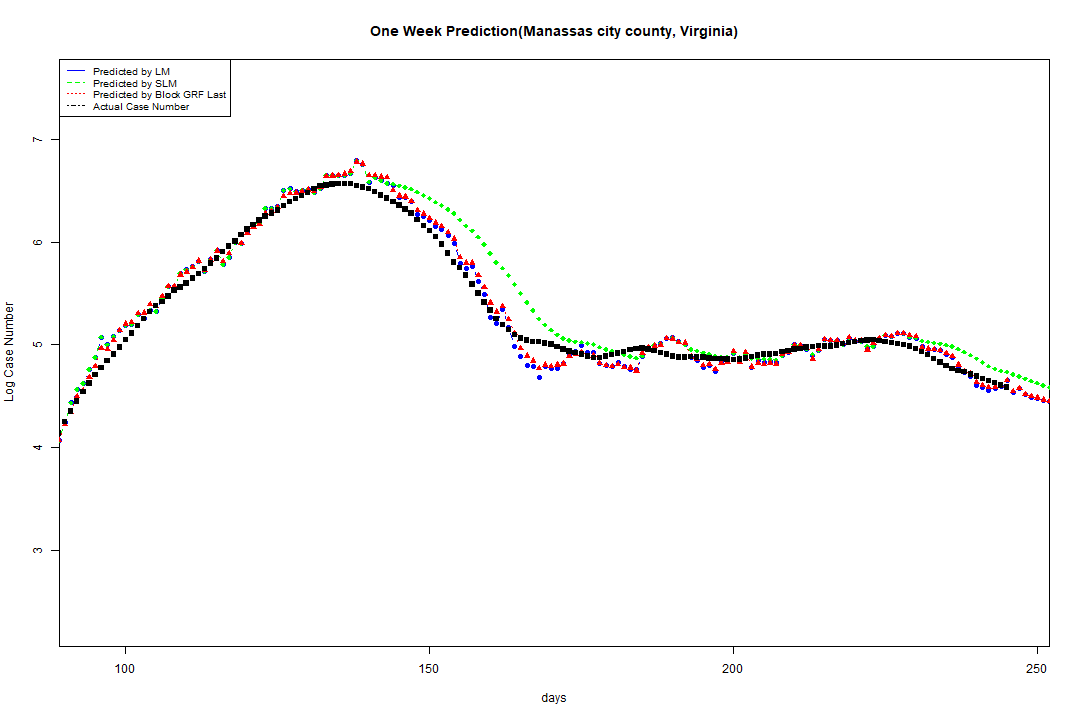 One Week Prediction(Manassas city county, Virginia)
Predicted by LM
Predicted by SLM
Predicted by Block GRF Last
Actual Case Number
7
6
5
4
3
Log Case Number
100 150 200 250
days